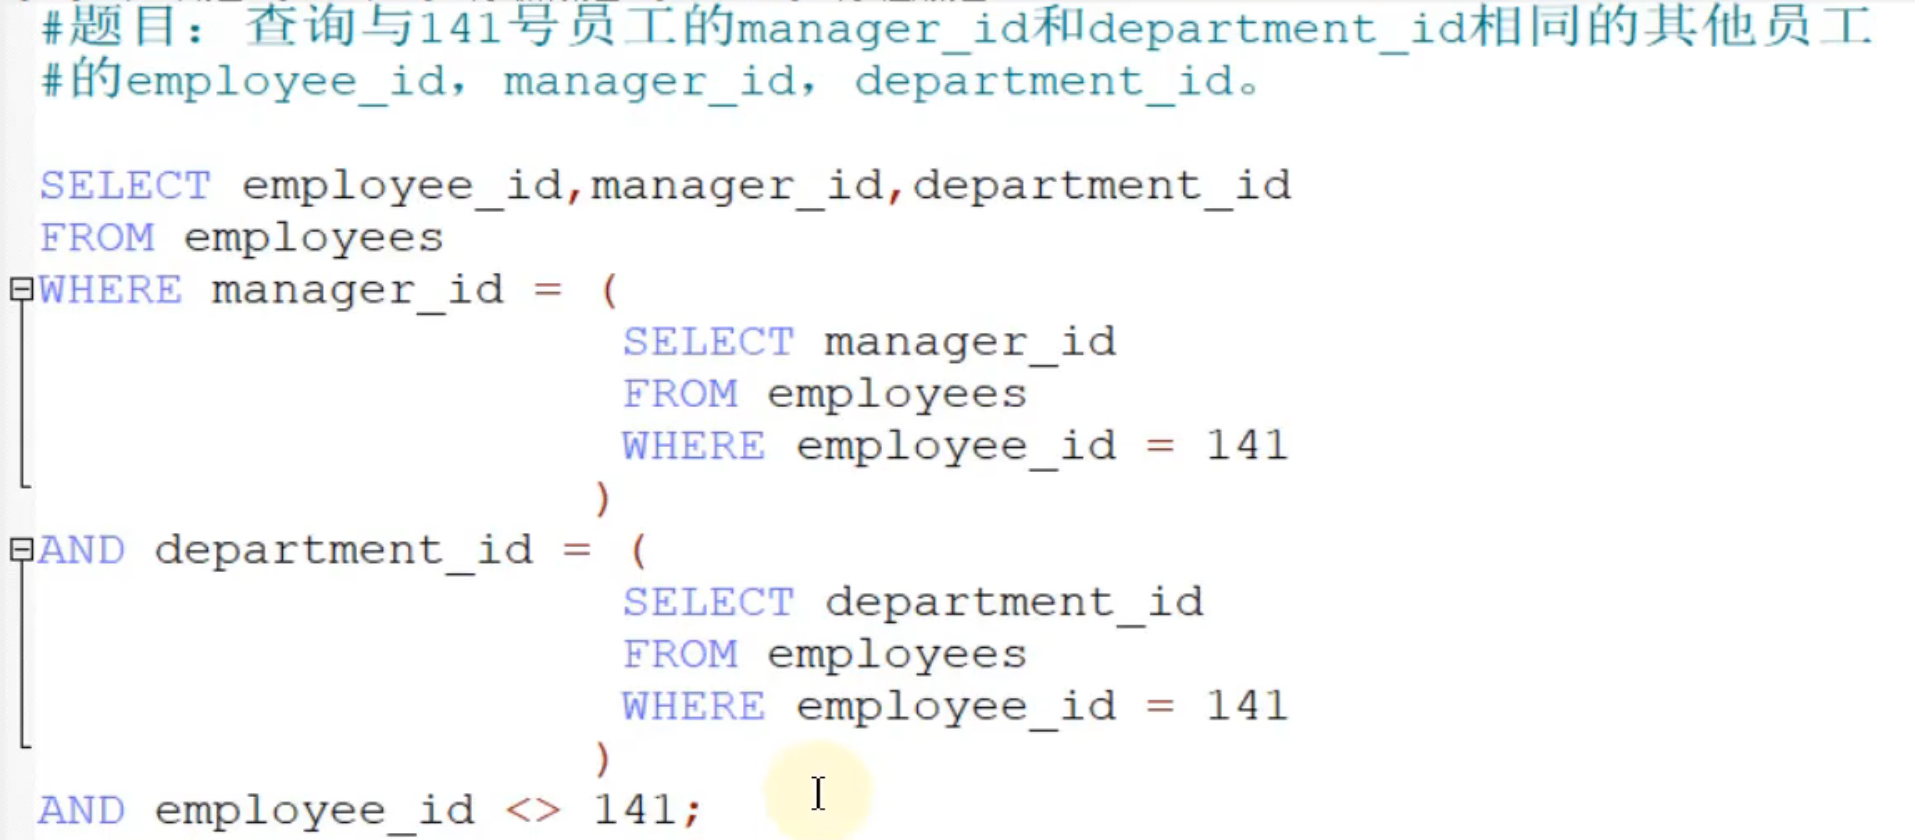 #题目：查询与141号员工的manager_id和department_id相同的其他员工
#的employee_id，manager_id，department_id。
SELECT employee_id,manager_id,department_id
FROM employees
WHERE manager_id = (
SELECT manager_id
FROM employees
WHERE employee_id = 141
)
AND department_id = (
SELECT department_id
FROM employees
WHERE employee_id = 141
)
AND employee_id <> 141;